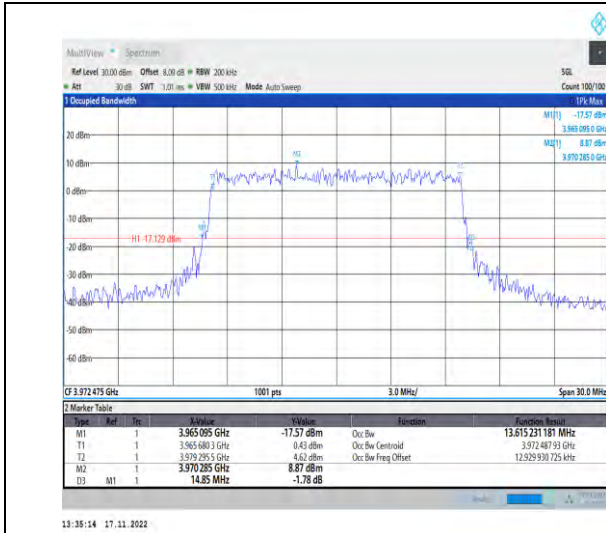 MultiView Spectrum
Ref Level 30.00 dBm Offset 8.00 dB RBW 200 kHz SGL
Att 30 dB SWT 1.01 ms VBW 500 kHz Mode Auto Sweep Count 100/100
1 Occupied Bandwidth 1Pk Max
M1[1] -17.57 dBm
3.965 095 0 GHz
M2[1] 8.87 dBm
3.970 285 0 GHz
20 dBm
M2
10 dBm
0 dBm
-10 dBm
H1 -17.129 dBm
-20 dBm
-30 dBm
-40 dBm
-50 dBm
-60 dBm
CF 3.972 475 GHz 1001 pts 3.0 MHz/ Span 30.0 MHz
2 Marker Table
Type Ref Trc X-Value Y-Value Function Function Result
M1 1 3.965 095 GHz -17.57 dBm Occ Bw 13.615 231 181 MHz
T1 1 3.965 680 3 GHz 0.43 dBm Occ Bw Centroid 3.972 487 93 GHz
T2 1 3.979 295 5 GHz 4.62 dBm Occ Bw Freq Offset 12.929 930 725 kHz
M2 1 3.970 285 GHz 8.87 dBm
D3 M1 1 14.85 MHz -1.78 dB
13:35:14 17.11.2022